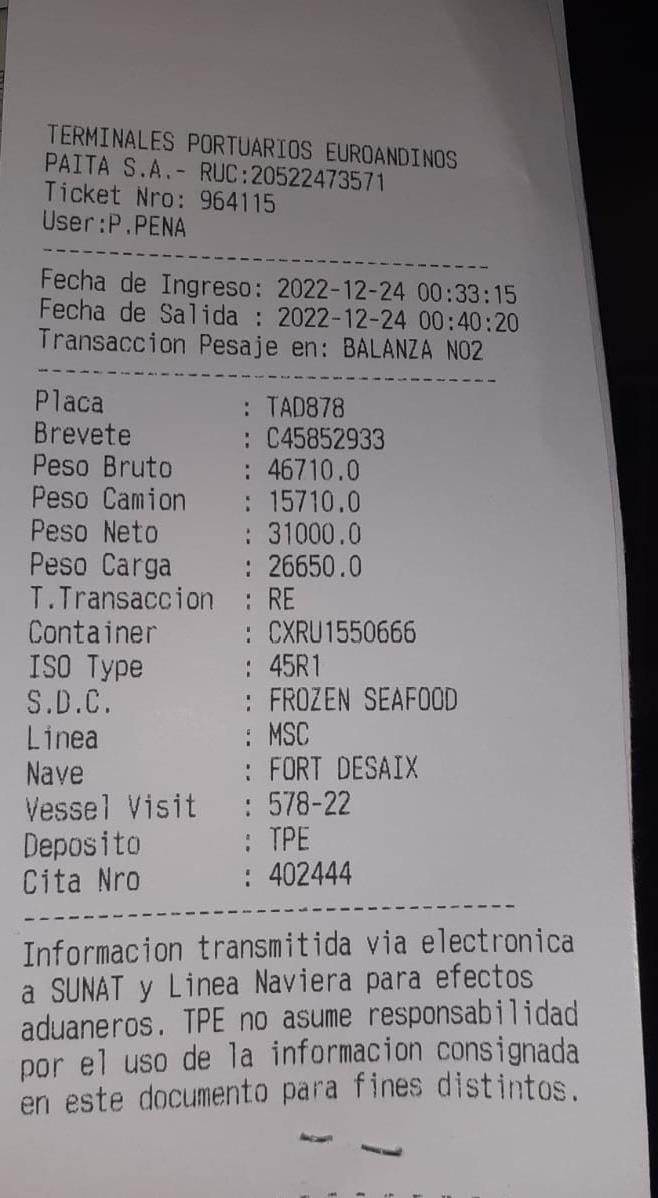 TERMINALES PORTUARIOS EUROANDINOS
PAITA S.A.- RUC:20522473571
Ticket Nro: 964115
User:P.PENA
Fecha de Ingreso: 2022-12-24 00:33:15
Fecha de Salida : 2022-12-24 00:40:20
Transaccion Pesaje en: BALANZA NO2
Placa : TAD878
Brevete : C45852933
Peso Bruto : 46710.0
Peso Camion : 15710.0
Peso Neto : 31000.0
Peso Carga : 26650.0
T.Transaccion : RE
Container : CXRU1550666
ISO Type : 45R1
S.D.C. : FROZEN SEAFOOD
Linea : MSC
Nave : FORT DESAIX
Vessel Visit : 578-22
Deposito : TPE
Cita Nro : 402444
Informacion transmitida via electronica
a SUNAT y Linea Naviera para efectos
aduaneros. TPE no asume responsabilidad
por el uso de la informacion consignada
en este documento para fines distintos.